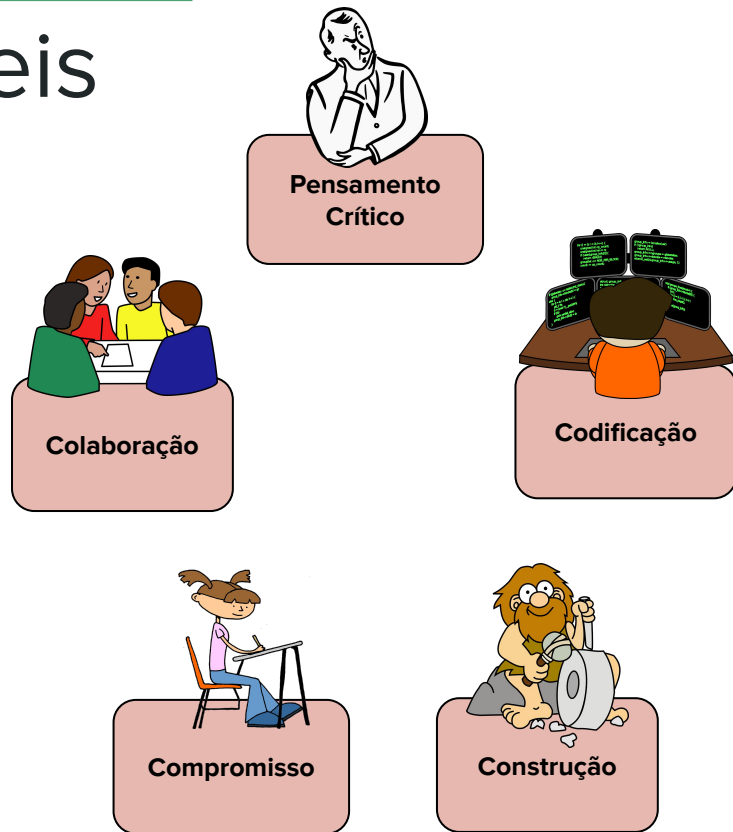 eis
Pensamento
Crítico
Colaboração
Codificação
Compromisso
Construção